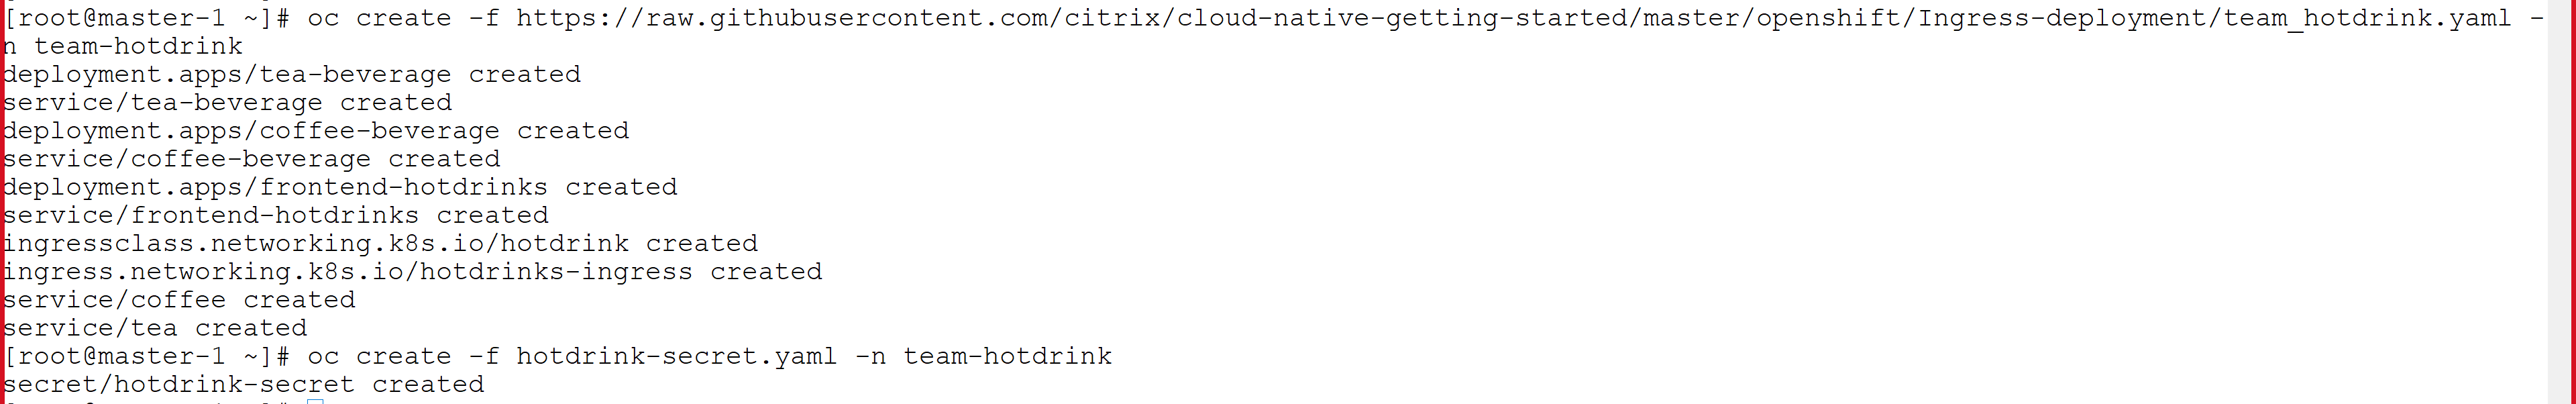 [root@master-1 ~]# oc create -f https://raw.githubusercontent.com/citrix/cloud-native-getting-started/master/openshift/Ingress-deployment/team_hotdrink.yaml -
n team-hotdrink
deployment.apps/tea-beverage created
service/tea-beverage created
deployment.apps/coffee-beverage created
service/coffee-beverage created
deployment.apps/frontend-hotdrinks created
service/frontend-hotdrinks created
ingressclass.networking.k8s.io/hotdrink created
ingress.networking.k8s.io/hotdrinks-ingress created
service/coffee created
service/tea created
[root@master-1 ~]# oc create -f hotdrink-secret.yaml -n team-hotdrink
secret/hotdrink-secret created